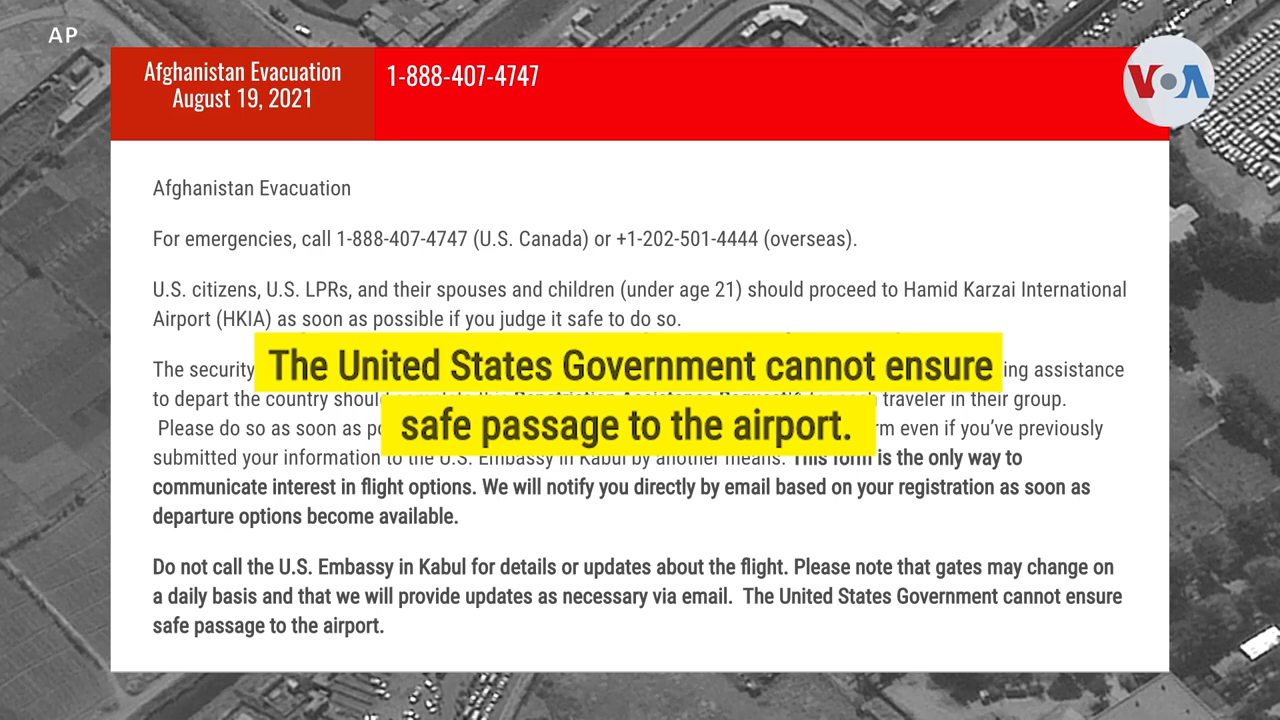 AP
Afghanistan Evacuation
August 19, 2021
1-888-407-4747
VOA
Afghanistan Evacuation
For emergencies, call 1-888-407-4747 (U.S. Canada) or +1-202-501-4444 (overseas).
U.S. citizens, U.S. LPRs, and their spouses and children (under age 21) should proceed to Hamid Karzai International
Airport (HKIA) as soon as possible if you judge it safe to do so.
The United States Government cannot ensure
safe passage to the airport.
The security ing assistance
to depart the country should traveler in their group.
Please do so as soon as even if you’ve previously
submitted your information to the U.S. Embassy in Kabul by another means. This form is the only way to
communicate interest in flight options. We will notify you directly by email based on your registration as soon as
departure options become available.
Do not call the U.S. Embassy in Kabul for details or updates about the flight. Please note that gates may change on
a daily basis and that we will provide updates as necessary via email. The United States Government cannot ensure
safe passage to the airport.